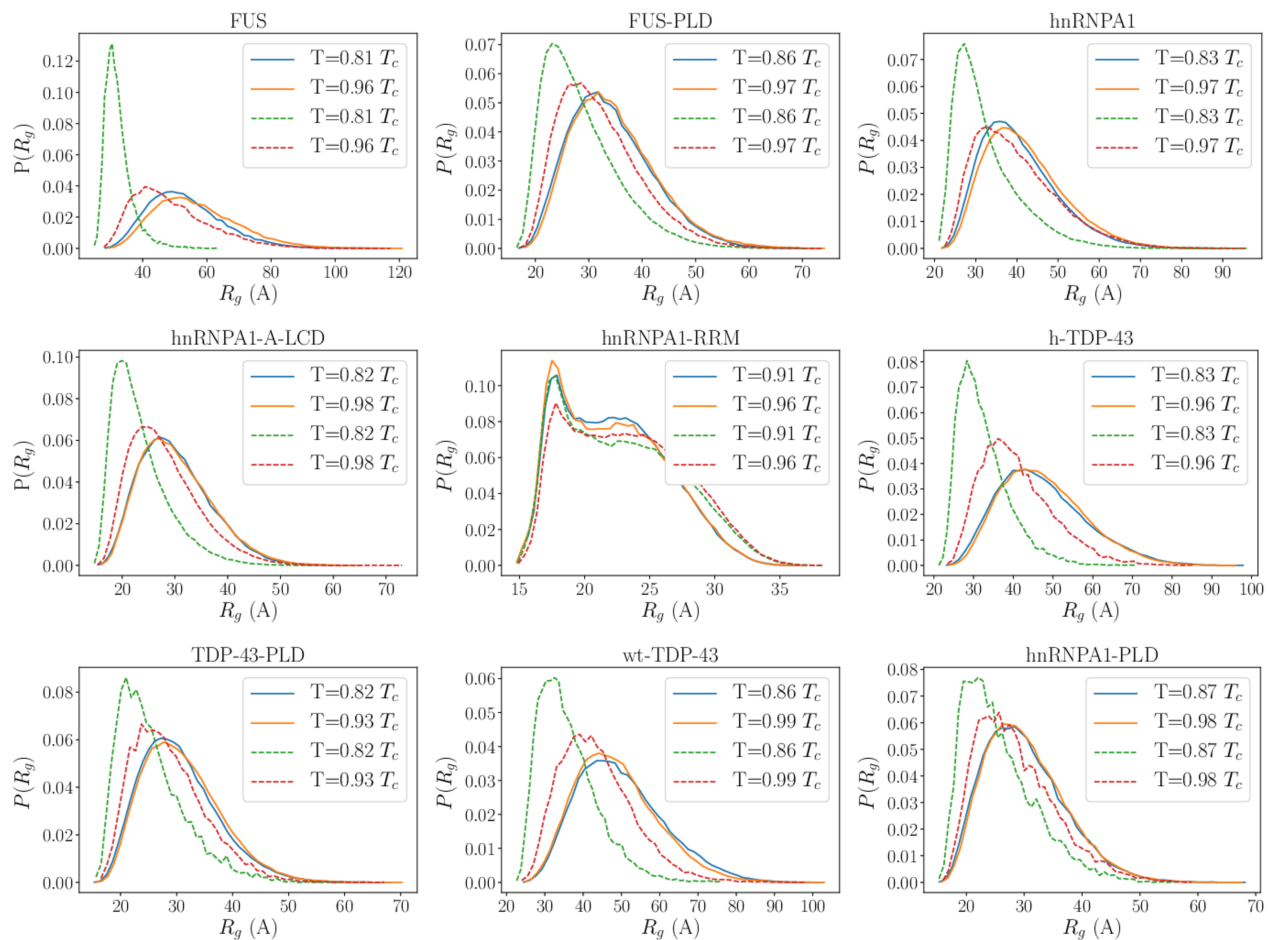 FUS
T=0.81 T_c
T=0.96 T_c
T=0.81 T_c
T=0.96 T_c
0.12
0.10
0.08
0.06
0.04
0.02
0.00
P(R_g)
40 60 80 100 120
R_g (A)
FUS-PLD
T=0.86 T_c
T=0.97 T_c
T=0.86 T_c
T=0.97 T_c
0.07
0.06
0.05
0.04
0.03
0.02
0.01
0.00
P(R_g)
20 30 40 50 60 70
R_g (A)
hnRNPA1
T=0.83 T_c
T=0.97 T_c
T=0.83 T_c
T=0.97 T_c
0.07
0.06
0.05
0.04
0.03
0.02
0.01
0.00
P(R_g)
20 30 40 50 60 70 80 90
R_g (A)
hnRNPA1-A-LCD
T=0.82 T_c
T=0.98 T_c
T=0.82 T_c
T=0.98 T_c
0.10
0.08
0.06
0.04
0.02
0.00
P(R_g)
20 30 40 50 60 70
R_g (A)
hnRNPA1-RRM
T=0.91 T_c
T=0.96 T_c
T=0.91 T_c
T=0.96 T_c
0.10
0.08
0.06
0.04
0.02
0.00
P(R_g)
15 20 25 30 35
R_g (A)
h-TDP-43
T=0.83 T_c
T=0.96 T_c
T=0.83 T_c
T=0.96 T_c
0.08
0.07
0.06
0.05
0.04
0.03
0.02
0.01
0.00
P(R_g)
20 30 40 50 60 70 80 90 100
R_g (A)
TDP-43-PLD
T=0.82 T_c
T=0.93 T_c
T=0.82 T_c
T=0.93 T_c
0.08
0.06
0.04
0.02
0.00
P(R_g)
20 30 40 50 60 70
R_g (A)
wt-TDP-43
T=0.86 T_c
T=0.99 T_c
T=0.86 T_c
T=0.99 T_c
0.06
0.05
0.04
0.03
0.02
0.01
0.00
P(R_g)
20 30 40 50 60 70 80 90 100
R_g (A)
hnRNPA1-PLD
T=0.87 T_c
T=0.98 T_c
T=0.87 T_c
T=0.98 T_c
0.08
0.07
0.06
0.05
0.04
0.03
0.02
0.01
0.00
P(R_g)
20 30 40 50 60 70
R_g (A)